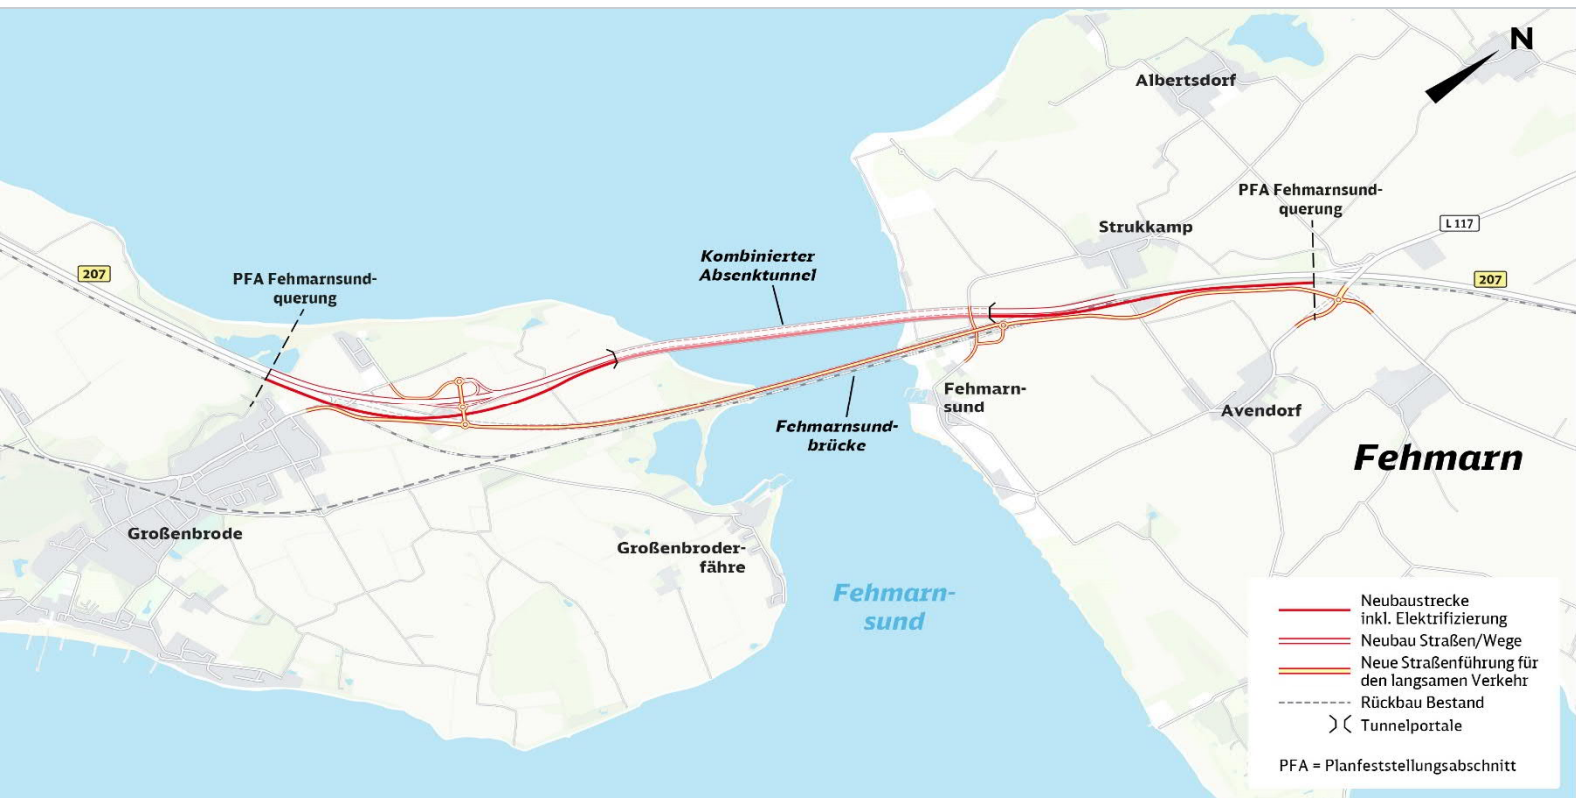 N
Albertsdorf
PFA Fehmarnsund-
querung
L 117
Strukkamp
Kombinierter
Absenktunnel
207
PFA Fehmarnsund-
querung
207
Fehmarn-
sund
Avendorf
Fehmarnsund-
brücke
Fehmarn
Großenbrode
Großenbroder-
fähre
Fehmarn-
sund
Neubaustrecke
inkl. Elektrifizierung
Neubau Straßen/Wege
Neue Straßenführung für
den langsamen Verkehr
Rückbau Bestand
Tunnelportale
PFA = Planfeststellungsabschnitt